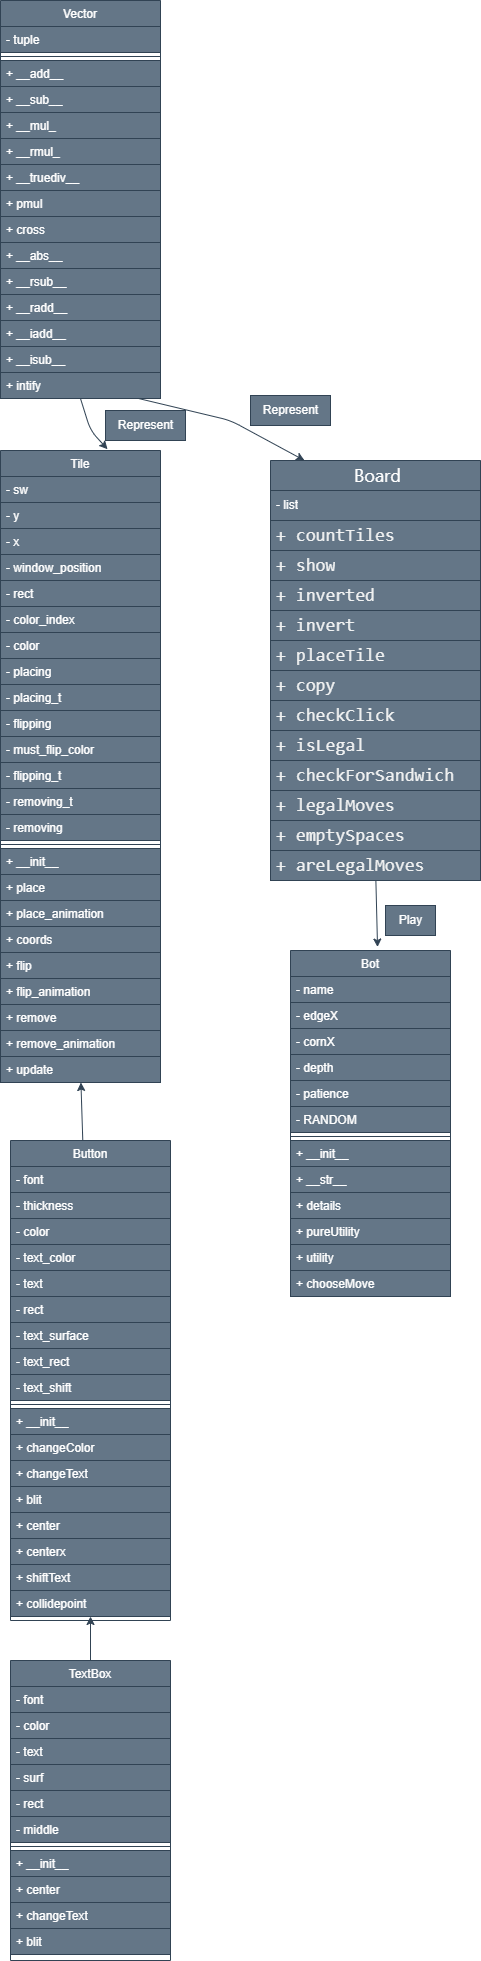 Vector
- tuple
+ __add__
+ __sub__
+ __mul_
+ __rmul_
+ __truediv__
+ pmul
+ cross
+ __abs__
+ __rsub__
+ __radd__
+ __iadd__
+ __isub__
+ intify
Represent
Represent
Tile
- sw
- y
- x
- window_position
- rect
- color_index
- color
- placing
- placing_t
- flipping
- must_flip_color
- flipping_t
- removing_t
- removing
+ __init__
+ place
+ place_animation
+ coords
+ flip
+ flip_animation
+ remove
+ remove_animation
+ update
Board
- list
+ countTiles
+ show
+ inverted
+ invert
+ placeTile
+ copy
+ checkClick
+ isLegal
+ checkForSandwich
+ legalMoves
+ emptySpaces
+ areLegalMoves
Play
Bot
- name
- edgeX
- cornX
- depth
- patience
- RANDOM
+ __init__
+ __str__
+ details
+ pureUtility
+ utility
+ chooseMove
Button
- font
- thickness
- color
- text_color
- text
- rect
- text_surface
- text_rect
- text_shift
+ __init__
+ changeColor
+ changeText
+ blit
+ center
+ centerx
+ shiftText
+ collidepoint
TextBox
- font
- color
- text
- surf
- rect
- middle
+ __init__
+ center
+ changeText
+ blit